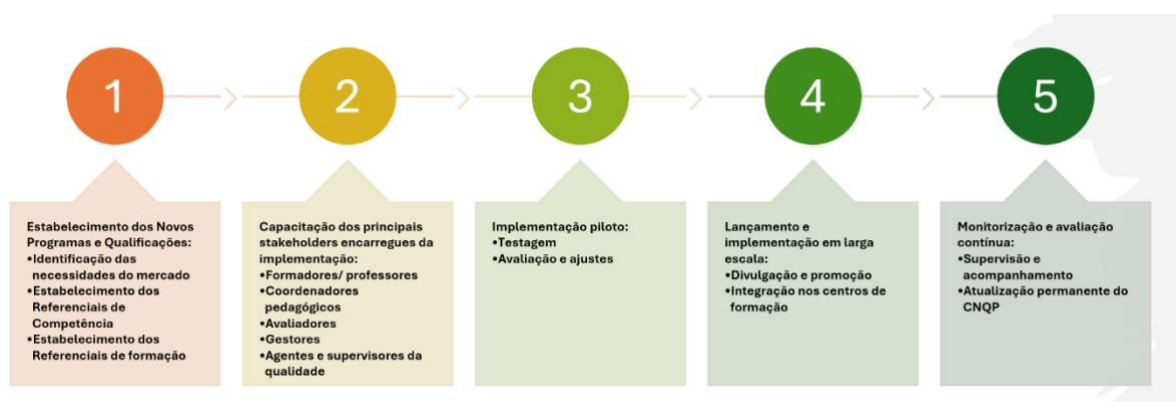 1
2
3
4
5
Estabelecimento dos Novos
Programas e Qualificações:
•Identificação das
necessidades do mercado
•Estabelecimento dos
Referenciais de
Competência
•Estabelecimento dos
Referenciais de formação
Capacitação dos principais
stakeholders encarregues da
implementação:
•Formadores/ professores
•Coordenadores
pedagógicos
•Avaliadores
•Gestores
•Agentes e supervisores da
qualidade
Implementação piloto:
•Testagem
•Avaliação e ajustes
Lançamento e
implementação em larga
escala:
•Divulgação e promoção
•Integração nos centros de
formação
Monitorização e avaliação
contínua:
•Supervisão e
acompanhamento
•Atualização permanente do
CNQP